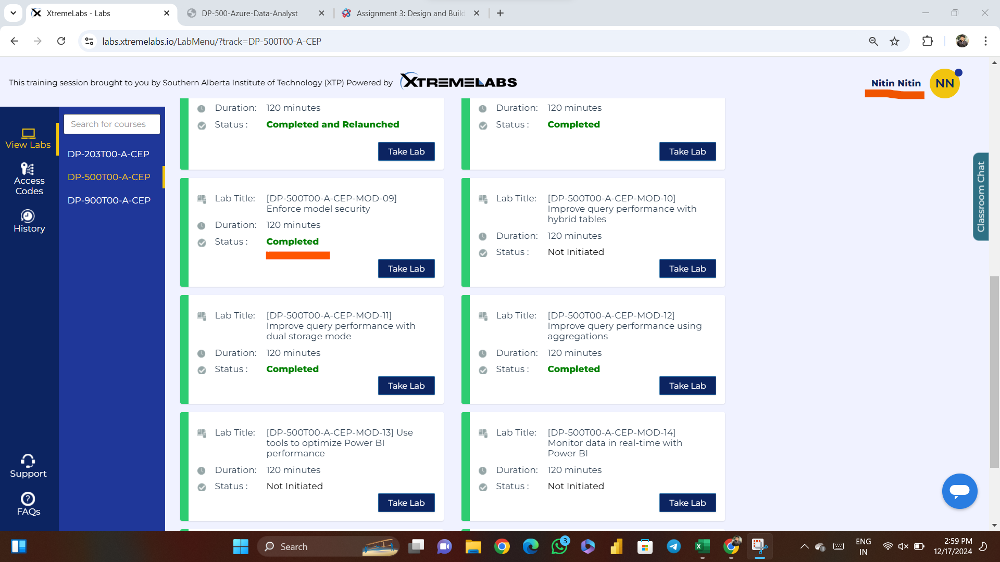 XtremeLabs - Labs
DP-500-Azure-Data-Analyst
Assignment 3: Design and Build
labs.xtremelabs.io/LabMenu/?track=DP-500T00-A-CEP
This training session brought to you by Southern Alberta Institute of Technology (XTP) Powered by
XTREMELABS
Nitin Nitin
NN
View Labs
Access
Codes
History
Support
FAQs
Search for courses
DP-203T00-A-CEP
DP-500T00-A-CEP
DP-900T00-A-CEP
Duration: 120 minutes
Status : Completed and Relaunched
Take Lab
Duration: 120 minutes
Status : Completed
Take Lab
Lab Title: [DP-500T00-A-CEP-MOD-09]
Enforce model security
Duration: 120 minutes
Status : Completed
Take Lab
Lab Title: [DP-500T00-A-CEP-MOD-10]
Improve query performance with
hybrid tables
Duration: 120 minutes
Status : Not Initiated
Take Lab
Lab Title: [DP-500T00-A-CEP-MOD-11]
Improve query performance with
dual storage mode
Duration: 120 minutes
Status : Completed
Take Lab
Lab Title: [DP-500T00-A-CEP-MOD-12]
Improve query performance using
aggregations
Duration: 120 minutes
Status : Completed
Take Lab
Lab Title: [DP-500T00-A-CEP-MOD-13] Use
tools to optimize Power BI
performance
Duration: 120 minutes
Status : Not Initiated
Take Lab
Lab Title: [DP-500T00-A-CEP-MOD-14]
Monitor data in real-time with
Power BI
Duration: 120 minutes
Status : Not Initiated
Take Lab
Classroom Chat
Search
3
ENG
IN
2:59 PM
12/17/2024